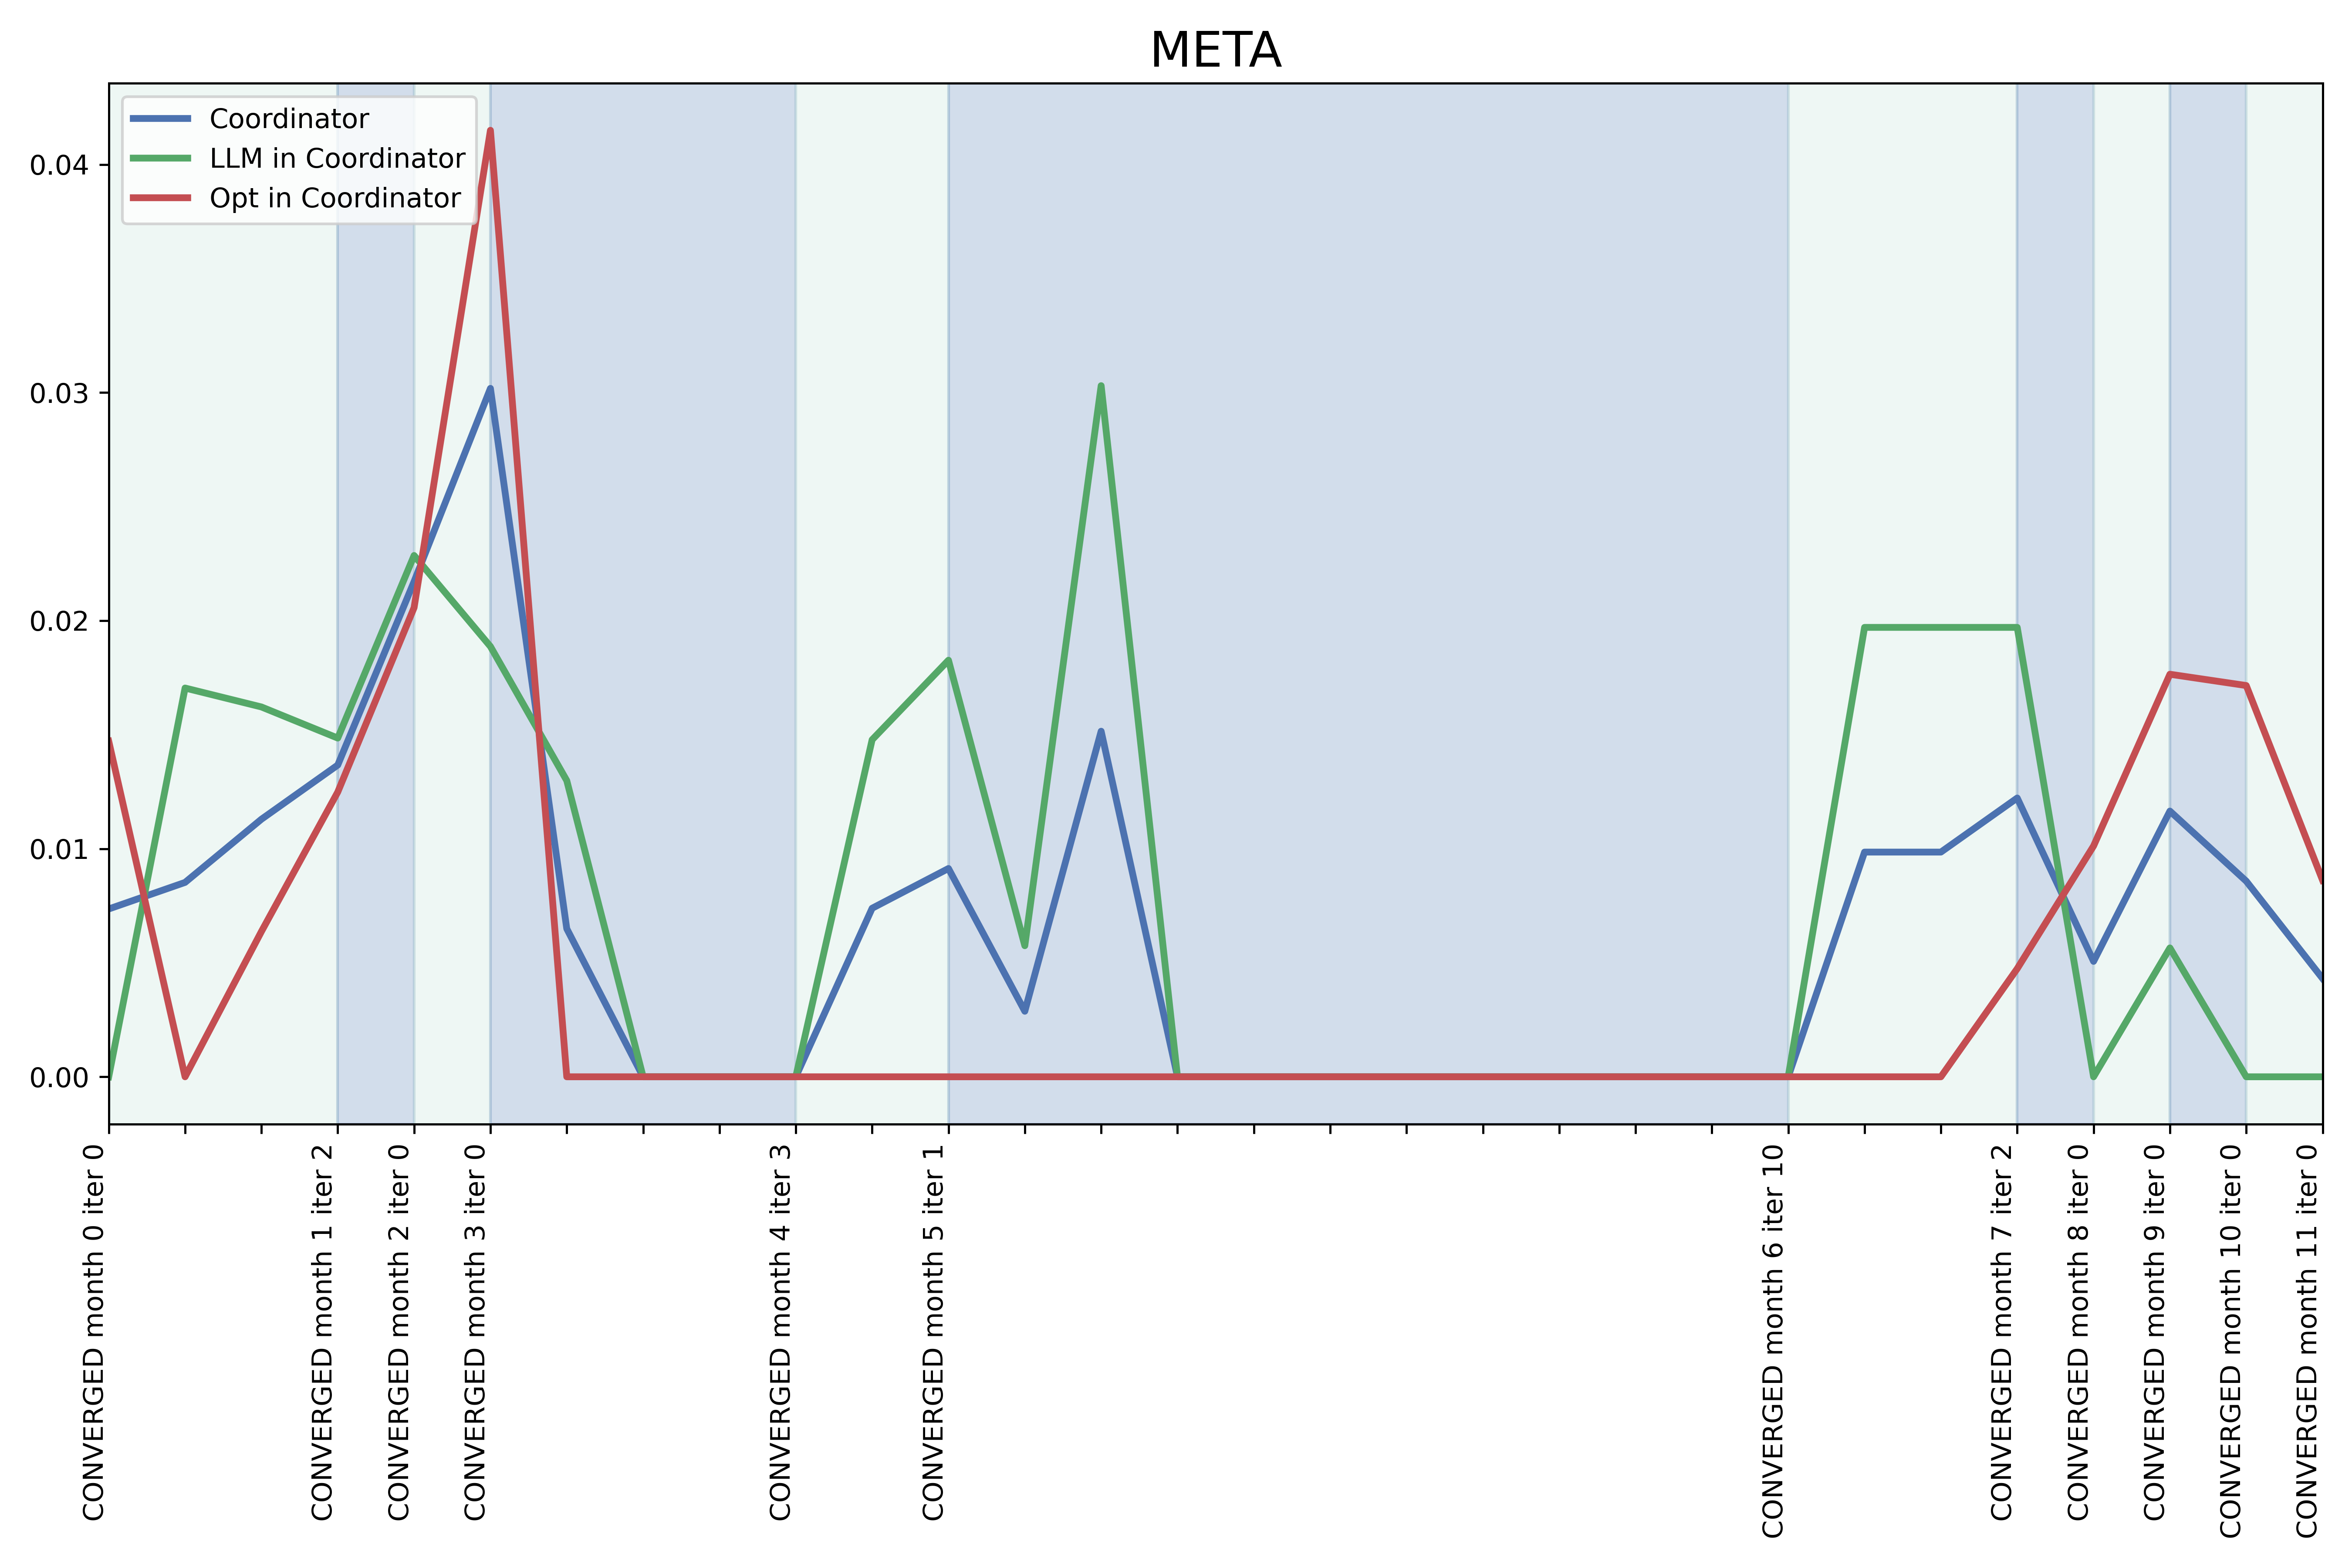 META
Coordinator
LLM in Coordinator
Opt in Coordinator
0.04
0.03
0.02
0.01
0.00
CONVERGED month 0 iter 0
CONVERGED month 1 iter 2
CONVERGED month 2 iter 0
CONVERGED month 3 iter 0
CONVERGED month 4 iter 3
CONVERGED month 5 iter 1
CONVERGED month 6 iter 10
CONVERGED month 7 iter 2
CONVERGED month 8 iter 0
CONVERGED month 9 iter 0
CONVERGED month 10 iter 0
CONVERGED month 11 iter 0